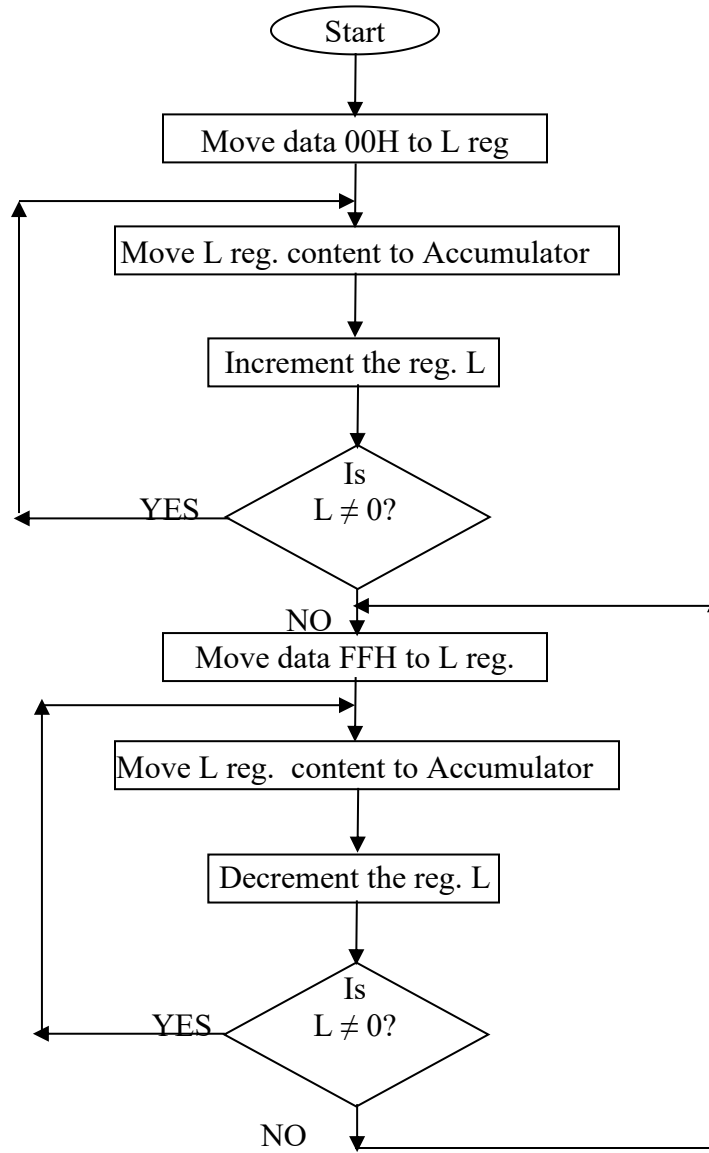 Start
Move data 00H to L reg
Move L reg. content to Accumulator
Increment the reg. L
Is
L ≠ 0?
YES
NO
Move data FFH to L reg.
Move L reg. content to Accumulator
Decrement the reg. L
Is
L ≠ 0?
YES
NO